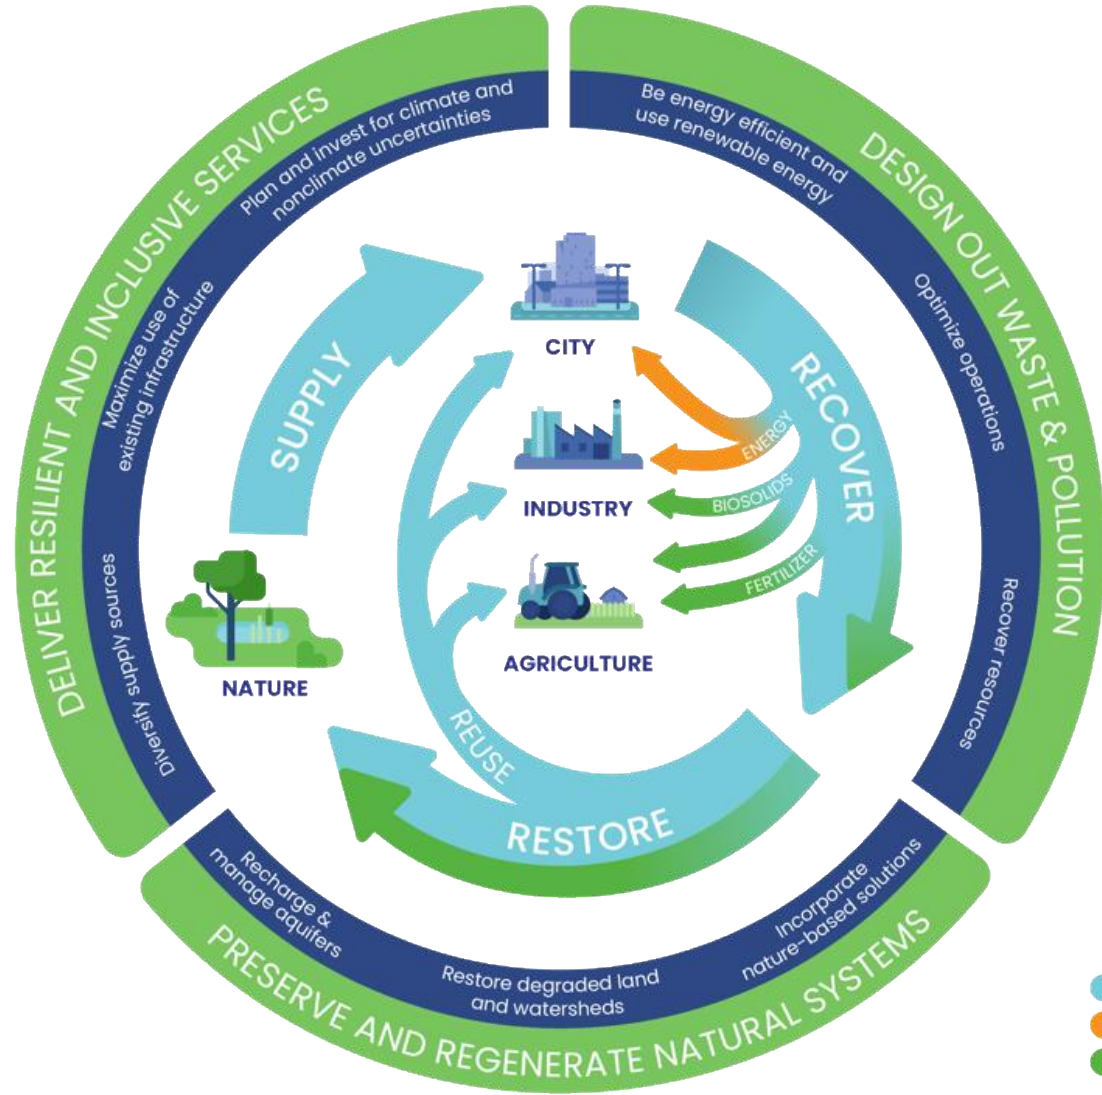 DELIVER RESILIENT AND INCLUSIVE SERVICES
Plan and invest for climate and
nonclimate uncertainties
Maximize use of
existing infrastructure
Diversify supply sources
DESIGN OUT WASTE & POLLUTION
Be energy efficient and
use renewable energy
Optimize operations
Recover resources
PRESERVE AND REGENERATE NATURAL SYSTEMS
Incorporate
nature-based solutions
Restore degraded land
and watersheds
Recharge &
manage aquifers
SUPPLY
CITY
RECOVER
ENERGY
INDUSTRY
BIOSOLIDS
FERTILIZER
AGRICULTURE
NATURE
REUSE
RESTORE